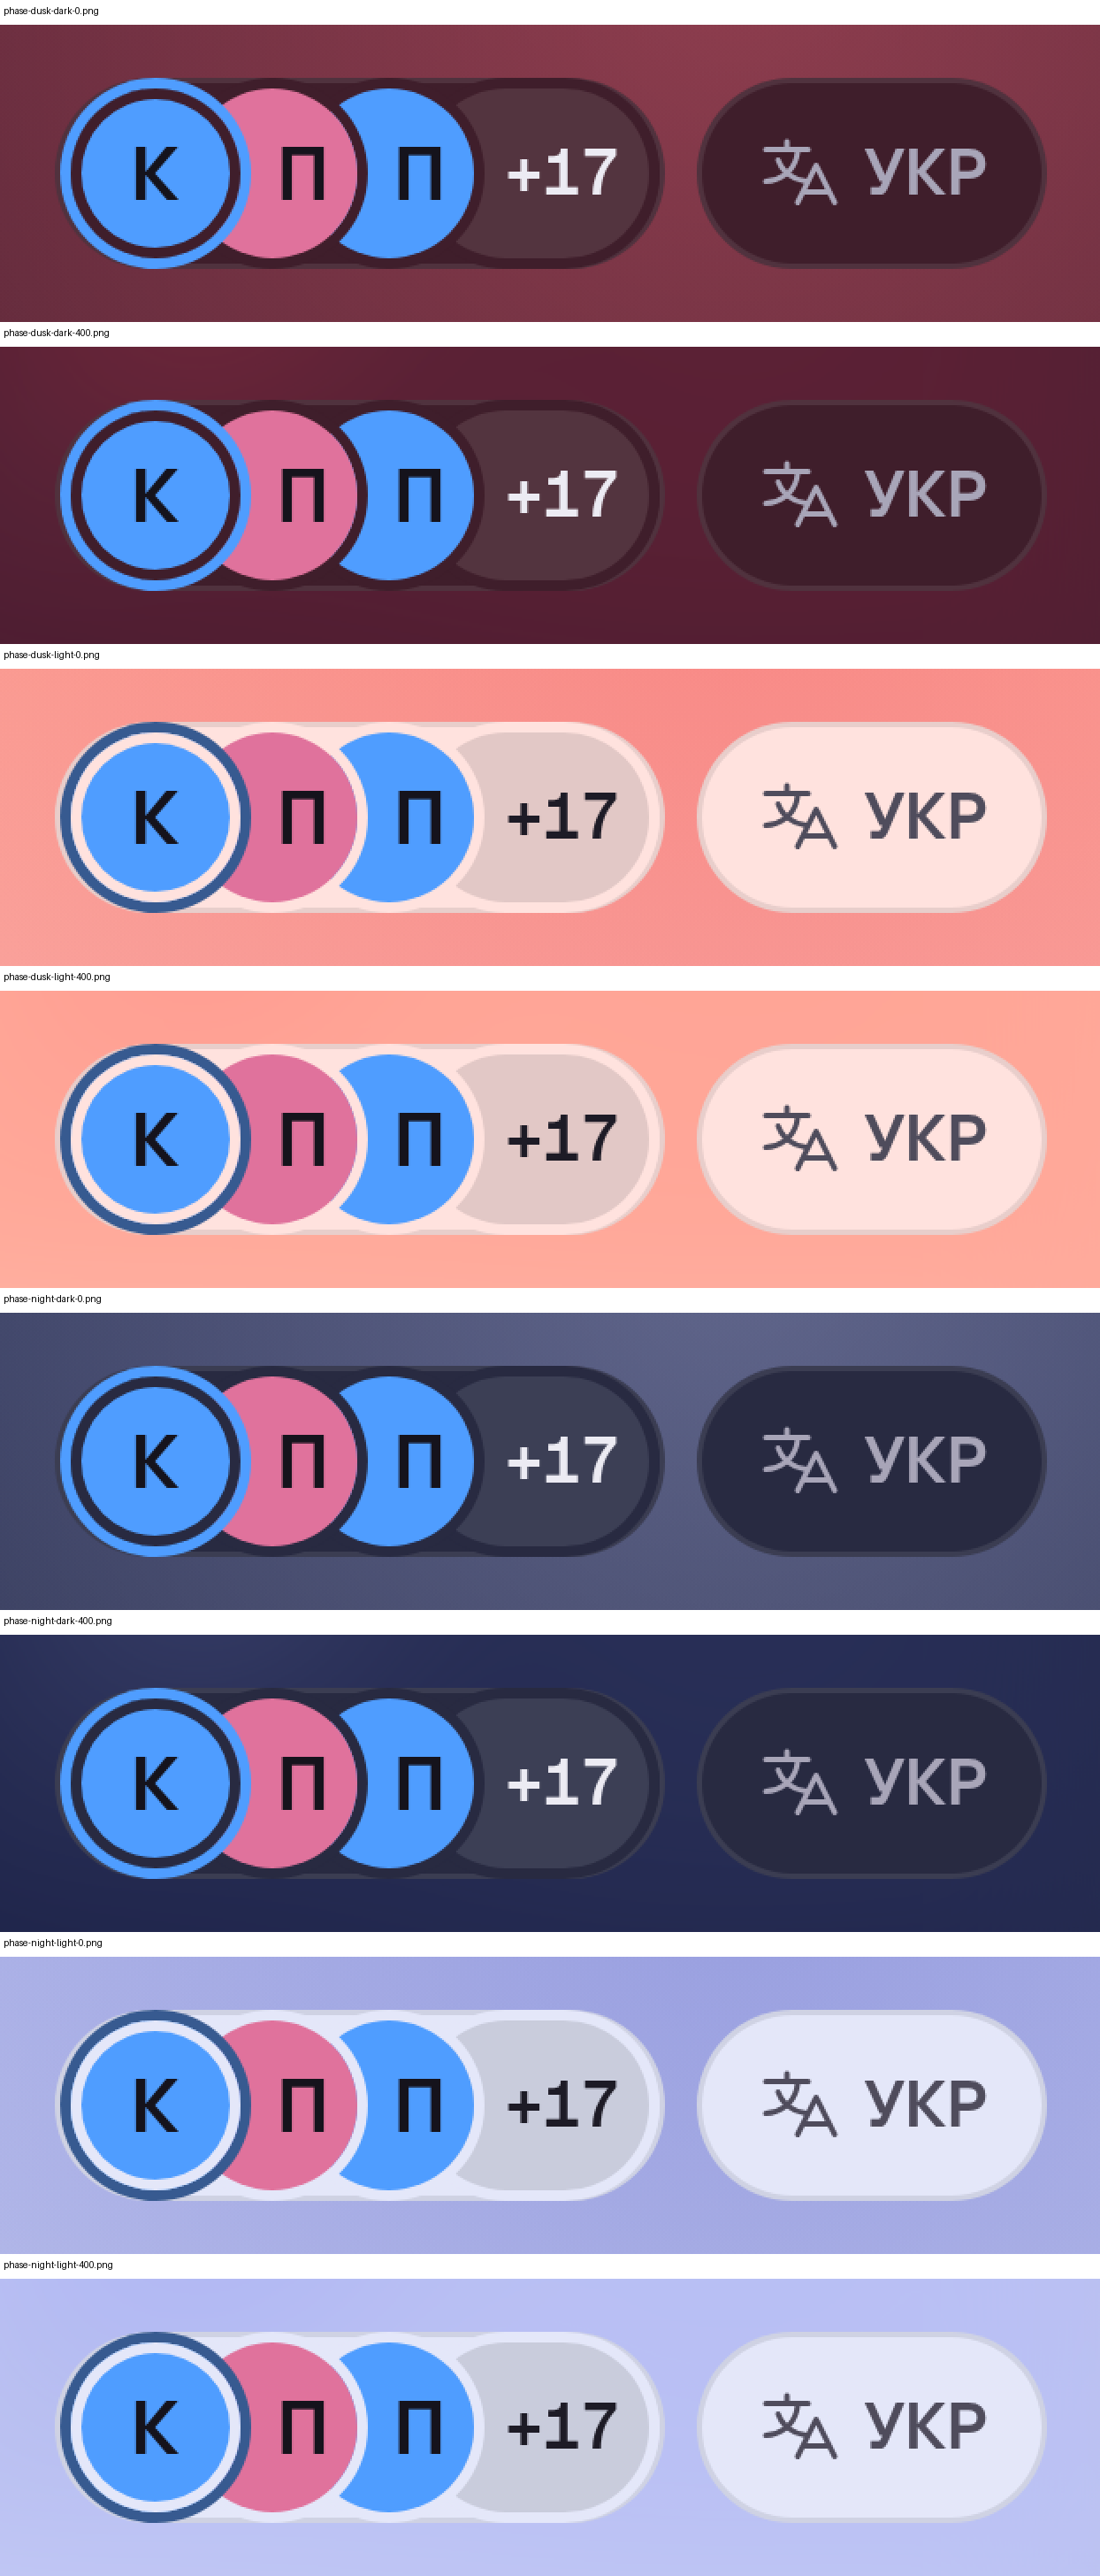 phase-dusk-dark-0.png
К П П +17 文A УКР
phase-dusk-dark-400.png
К П П +17 文A УКР
phase-dusk-light-0.png
К П П +17 文A УКР
phase-dusk-light-400.png
К П П +17 文A УКР
phase-night-dark-0.png
К П П +17 文A УКР
phase-night-dark-400.png
К П П +17 文A УКР
phase-night-light-0.png
К П П +17 文A УКР
phase-night-light-400.png
К П П +17 文A УКР